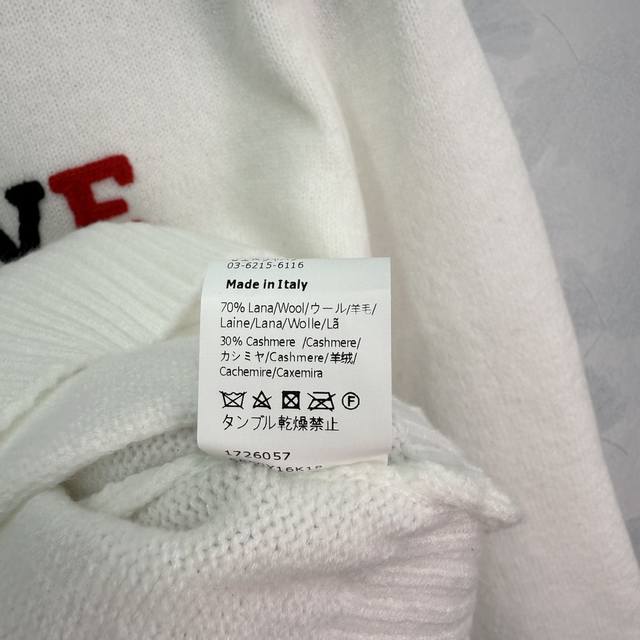 VE
03-6215-6116
Made in Italy
70% Lana/Wool/ウール/羊毛/
Laine/Lana/Wolle/Lã
30% Cashmere /Cashmere/
カシミヤ/Cashmere/羊绒/
Cachemire/Caxemira
F
タンブル乾燥禁止
1726057